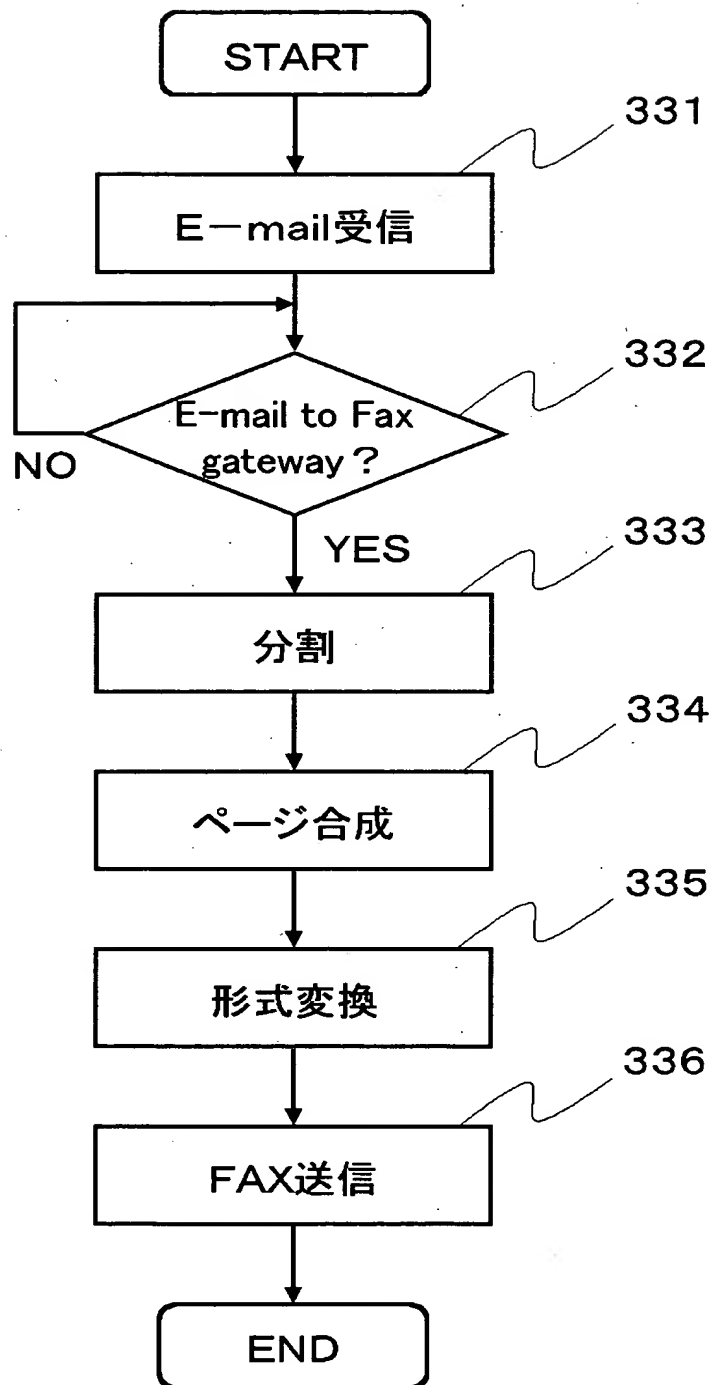 START
331
E-mail受信
332
E-mail to Fax
gateway?
NO
YES
333
分割
334
ページ合成
335
形式変換
336
FAX送信
END